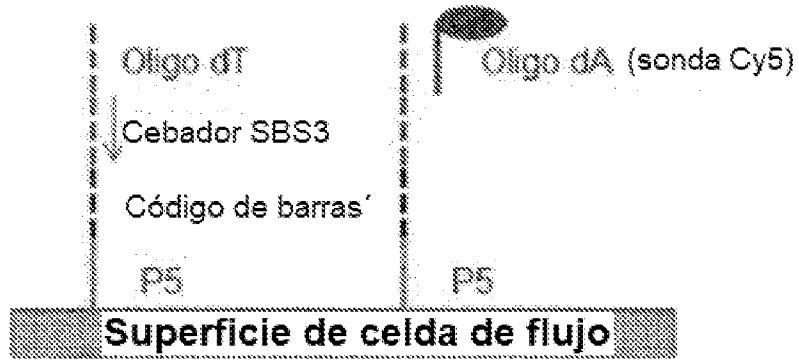 Oligo dT
Oligo dA (sonda Cy5)
Cebador SBS3
Código de barras´
P5
P5
Superficie de celda de flujo